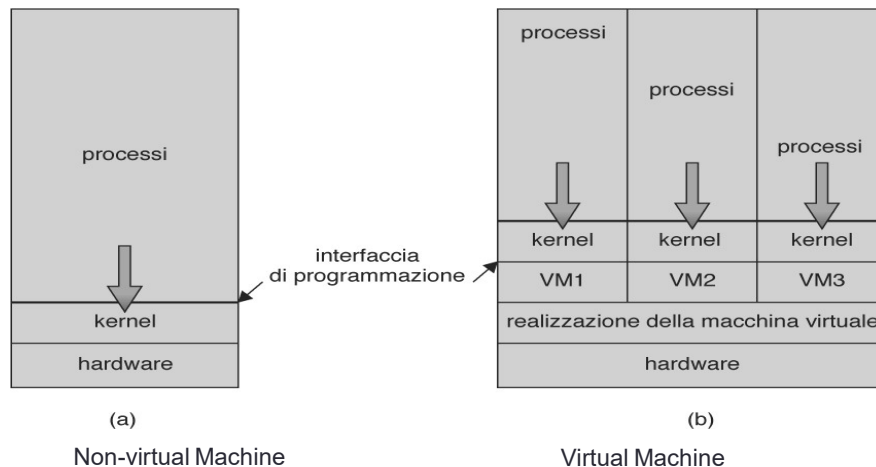 processi
kernel
hardware
(a)
Non-virtual Machine
interfaccia
di programmazione
processi
processi
processi
kernel kernel kernel
VM1 VM2 VM3
realizzazione della macchina virtuale
hardware
(b)
Virtual Machine